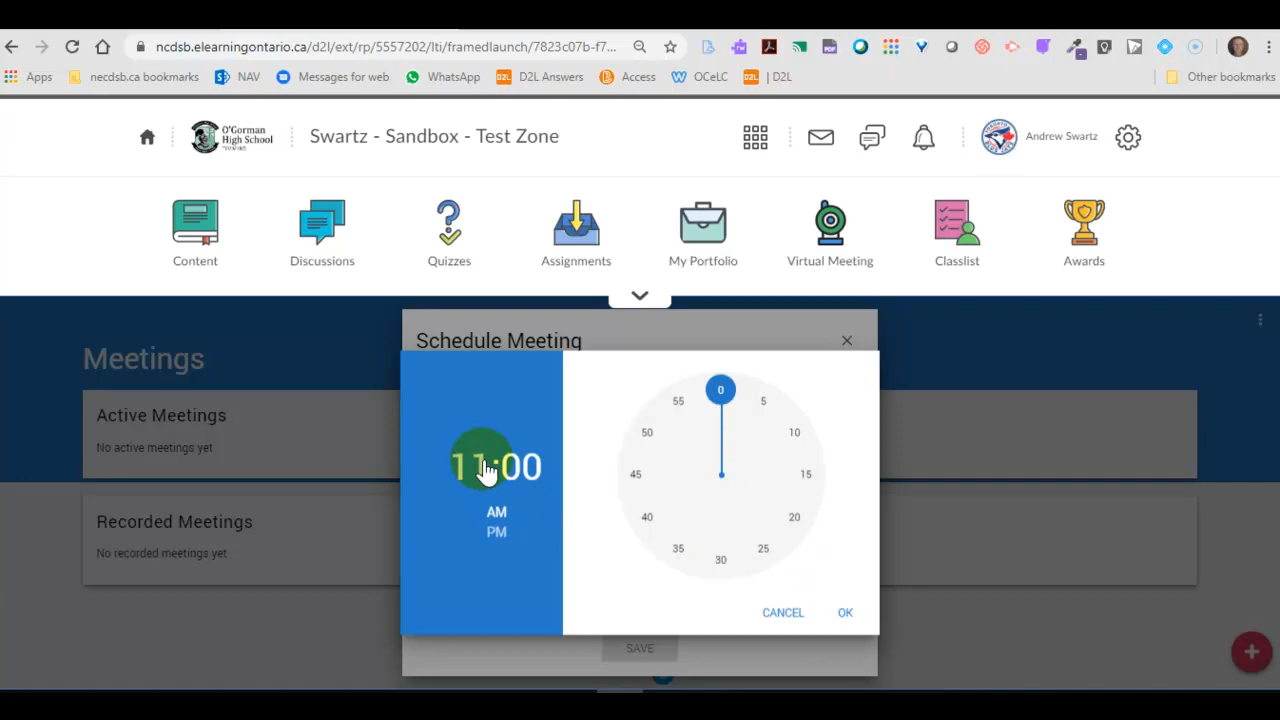 ncdsb.elearningontario.ca/d2l/ext/rp/5557202/lti/framedlaunch/7823c07b-f7...
Apps
necdsb.ca bookmarks
NAV
Messages for web
WhatsApp
D2L
D2L Answers
Access
OCeLC
D2L
| D2L
Other bookmarks
O'Gorman
High School
Swartz - Sandbox - Test Zone
Andrew Swartz
Content
Discussions
Quizzes
Assignments
My Portfolio
Virtual Meeting
Classlist
Awards
Meetings
Active Meetings
No active meetings yet
Recorded Meetings
No recorded meetings yet
Schedule Meeting
11:00
AM
PM
0
5
10
15
20
25
30
35
40
45
50
55
CANCEL
OK
SAVE